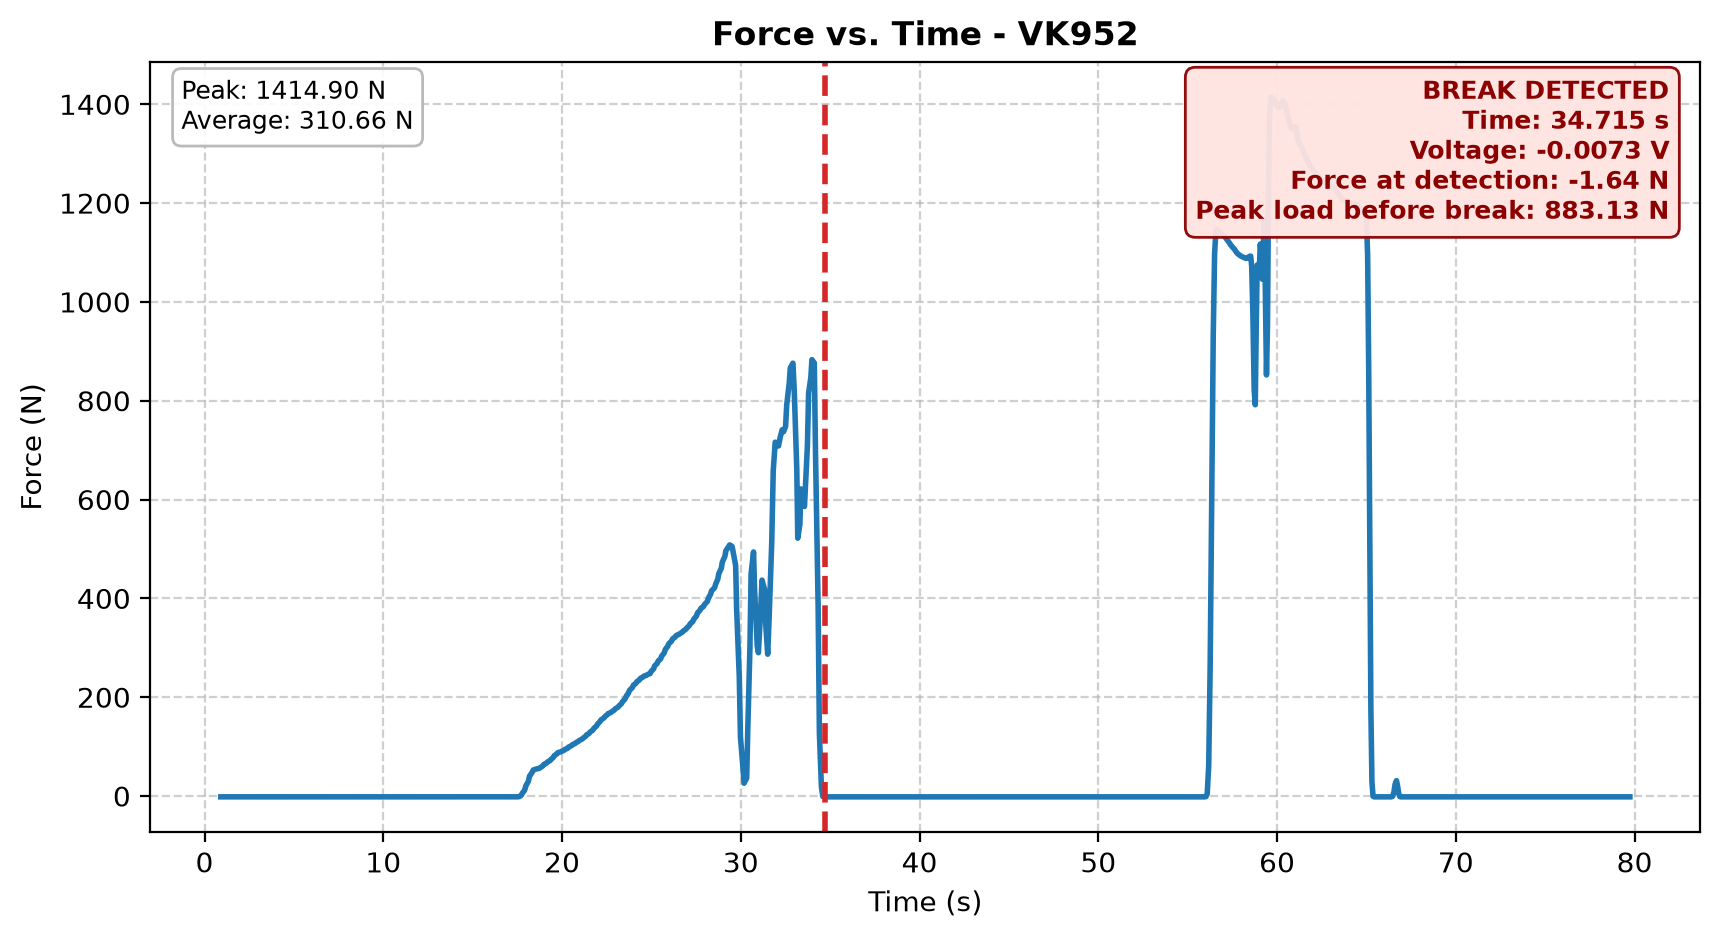 Force vs. Time - VK952
Peak: 1414.90 N
Average: 310.66 N
BREAK DETECTED
Time: 34.715 s
Voltage: -0.0073 V
Force at detection: -1.64 N
Peak load before break: 883.13 N
Force (N)
1400
1200
1000
800
600
400
200
0
0 10 20 30 40 50 60 70 80
Time (s)